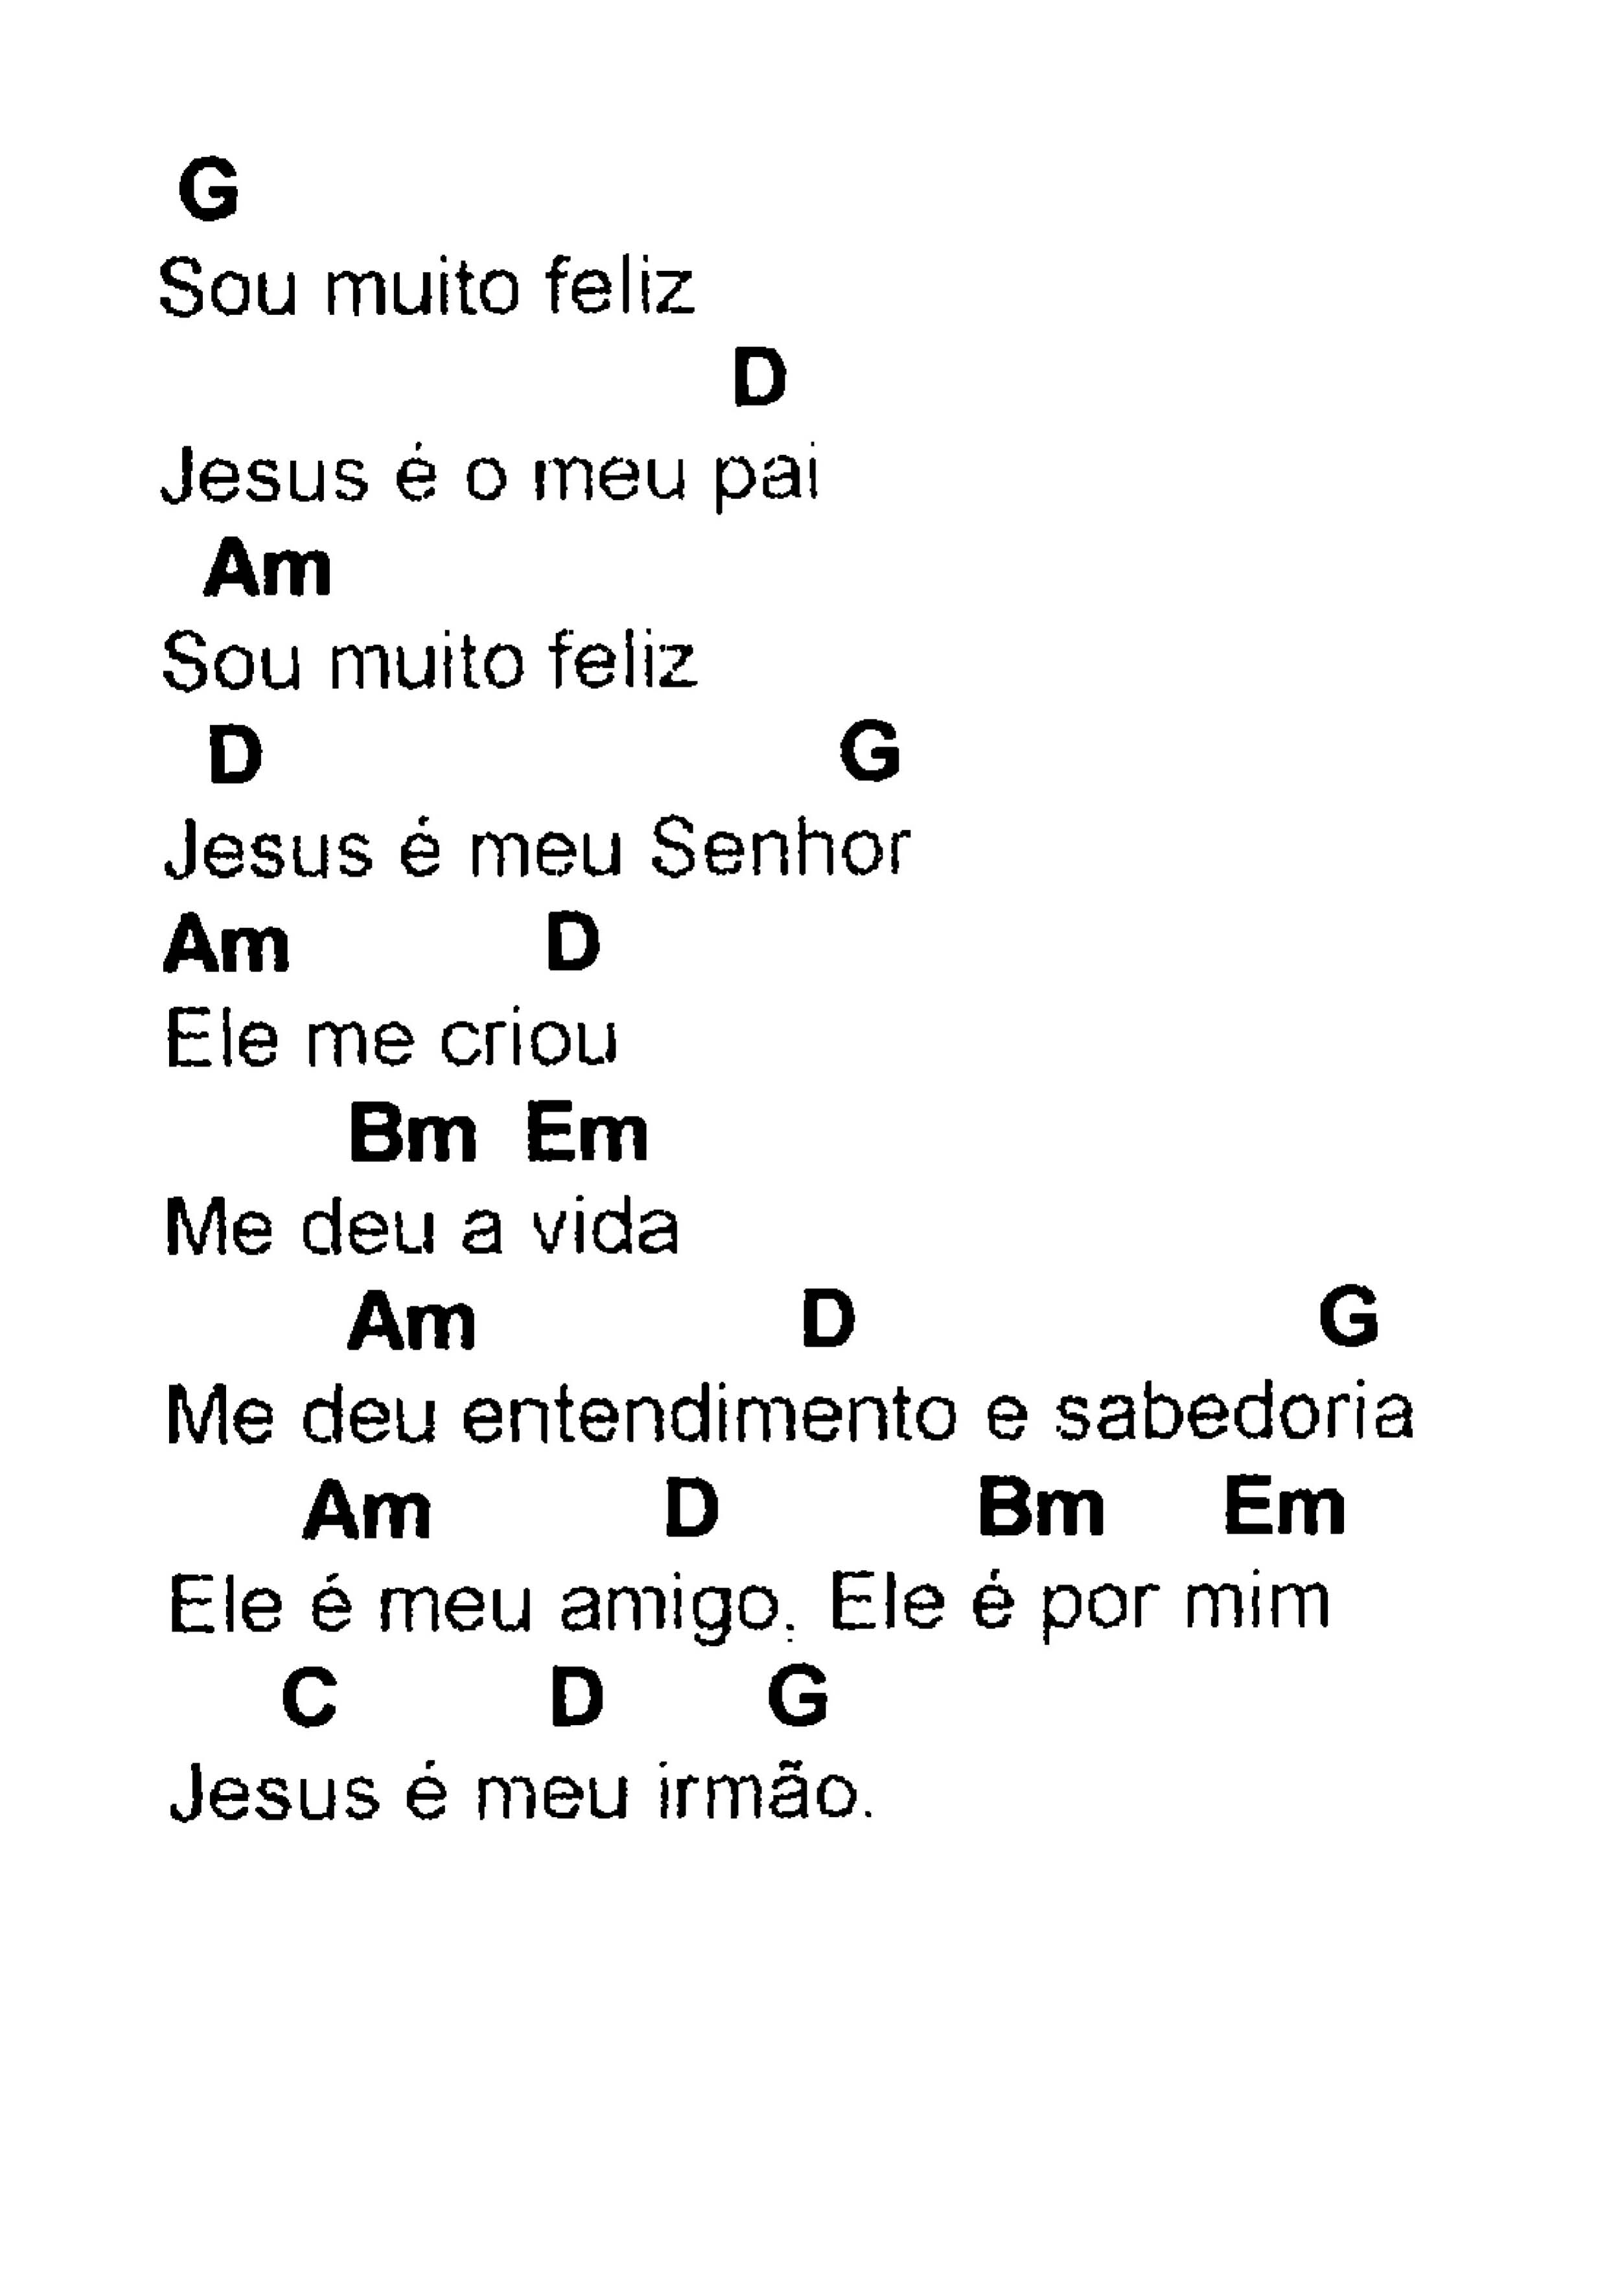 G
Sou muito feliz
D
Jesus é o meu pai
Am
Sou muito feliz
D G
Jesus é meu Senhor
Am D
Ele me criou
Bm Em
Me deu a vida
Am D G
Me deu entendimento e sabedoria
Am D Bm Em
Ele é meu amigo, Ele é por mim
C D G
Jesus é meu irmão.